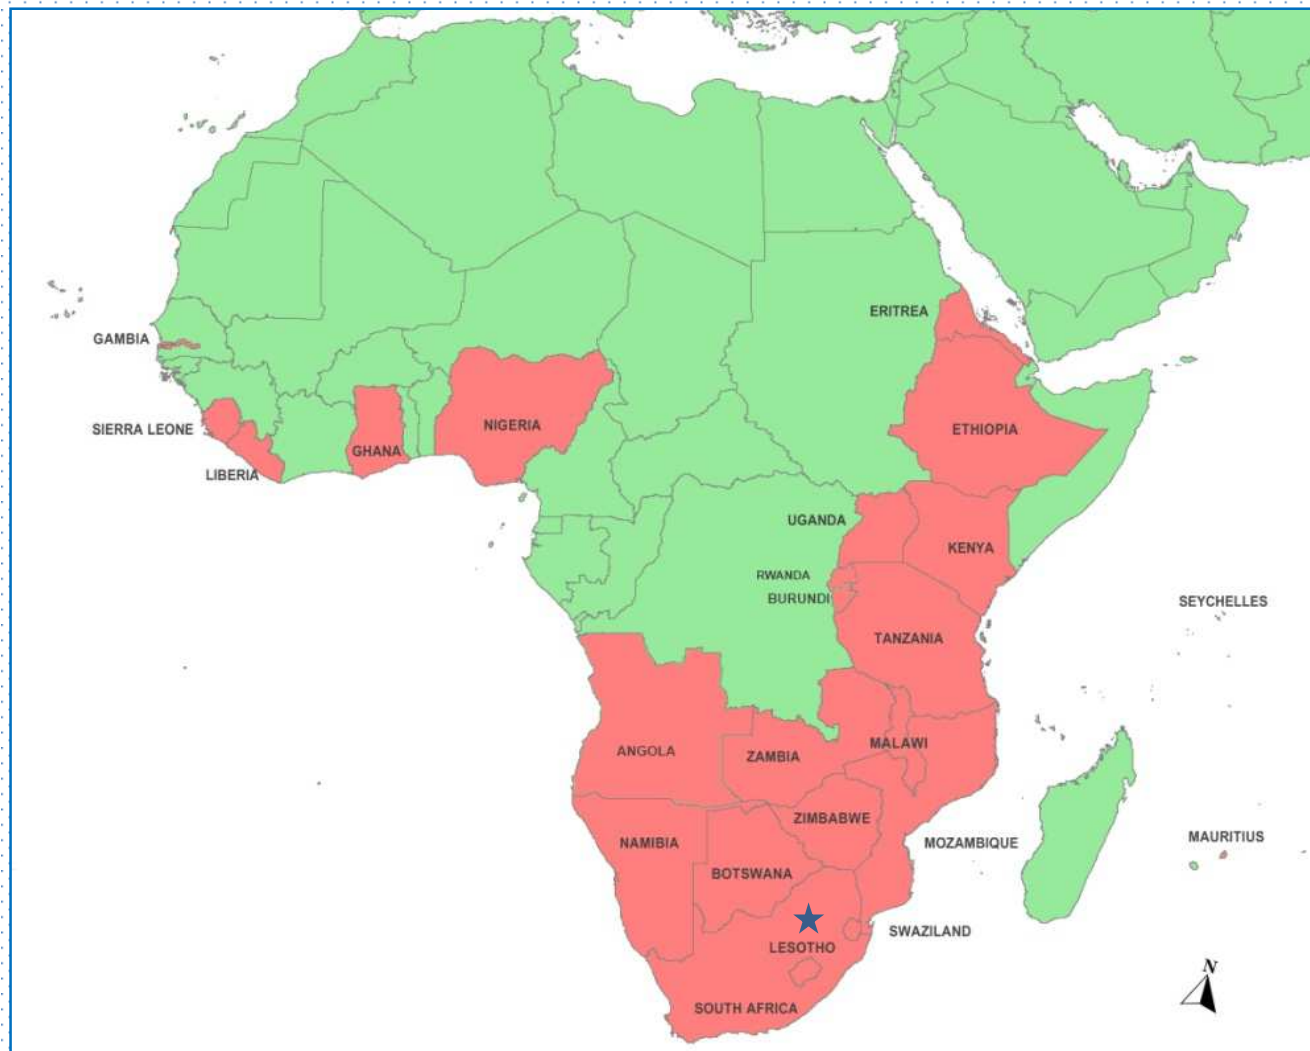 ERITREA
GAMBIA
NIGERIA
SIERRA LEONE
ETHIOPIA
GHANA
LIBERIA
UGANDA
KENYA
RWANDA
BURUNDI
SEYCHELLES
TANZANIA
MALAWI
ANGOLA
ZAMBIA
ZIMBABWE
MAURITIUS
NAMIBIA
MOZAMBIQUE
BOTSWANA
SWAZILAND
LESOTHO
N
SOUTH AFRICA